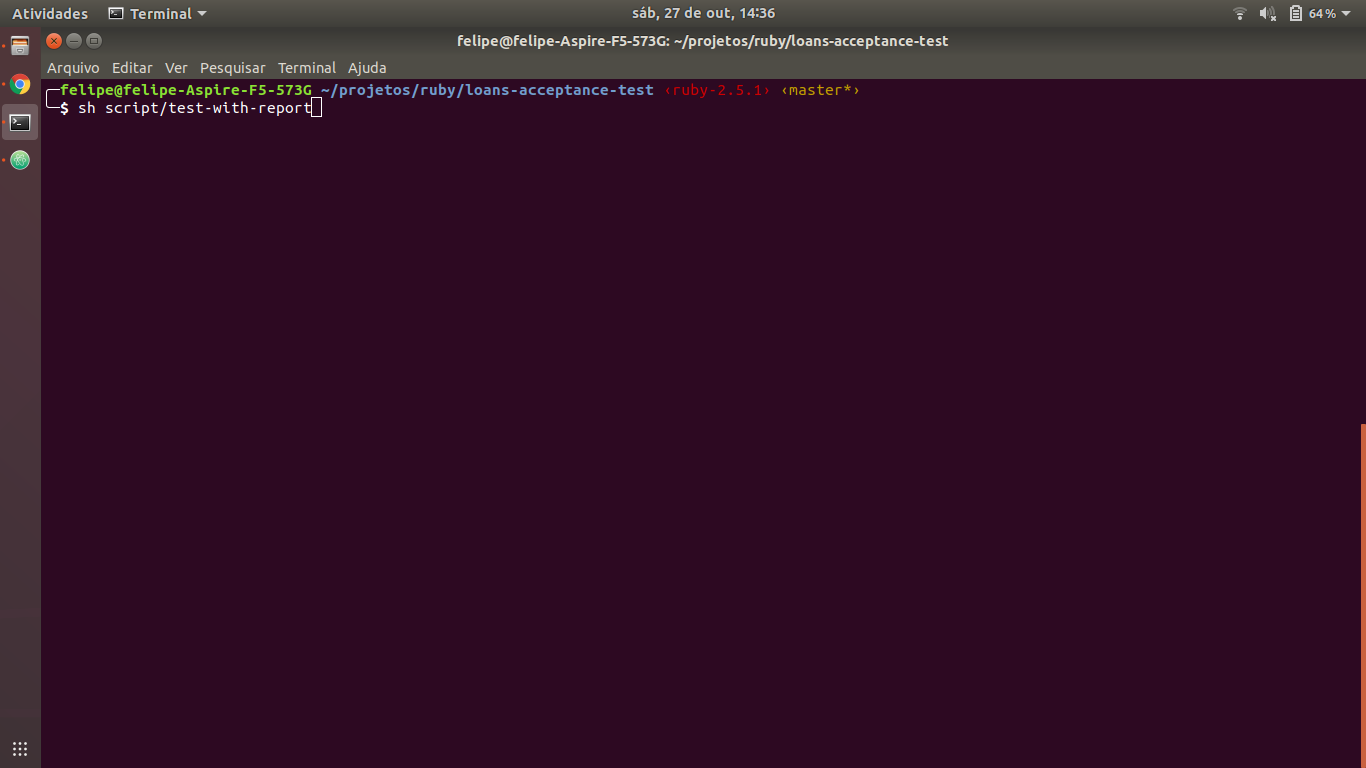 Atividades Terminal sáb, 27 de out, 14:36 64%
felipe@felipe-Aspire-F5-573G: ~/projetos/ruby/loans-acceptance-test
Arquivo Editar Ver Pesquisar Terminal Ajuda
felipe@felipe-Aspire-F5-573G ~/projetos/ruby/loans-acceptance-test ‹ruby-2.5.1› ‹master*›
$ sh script/test-with-report